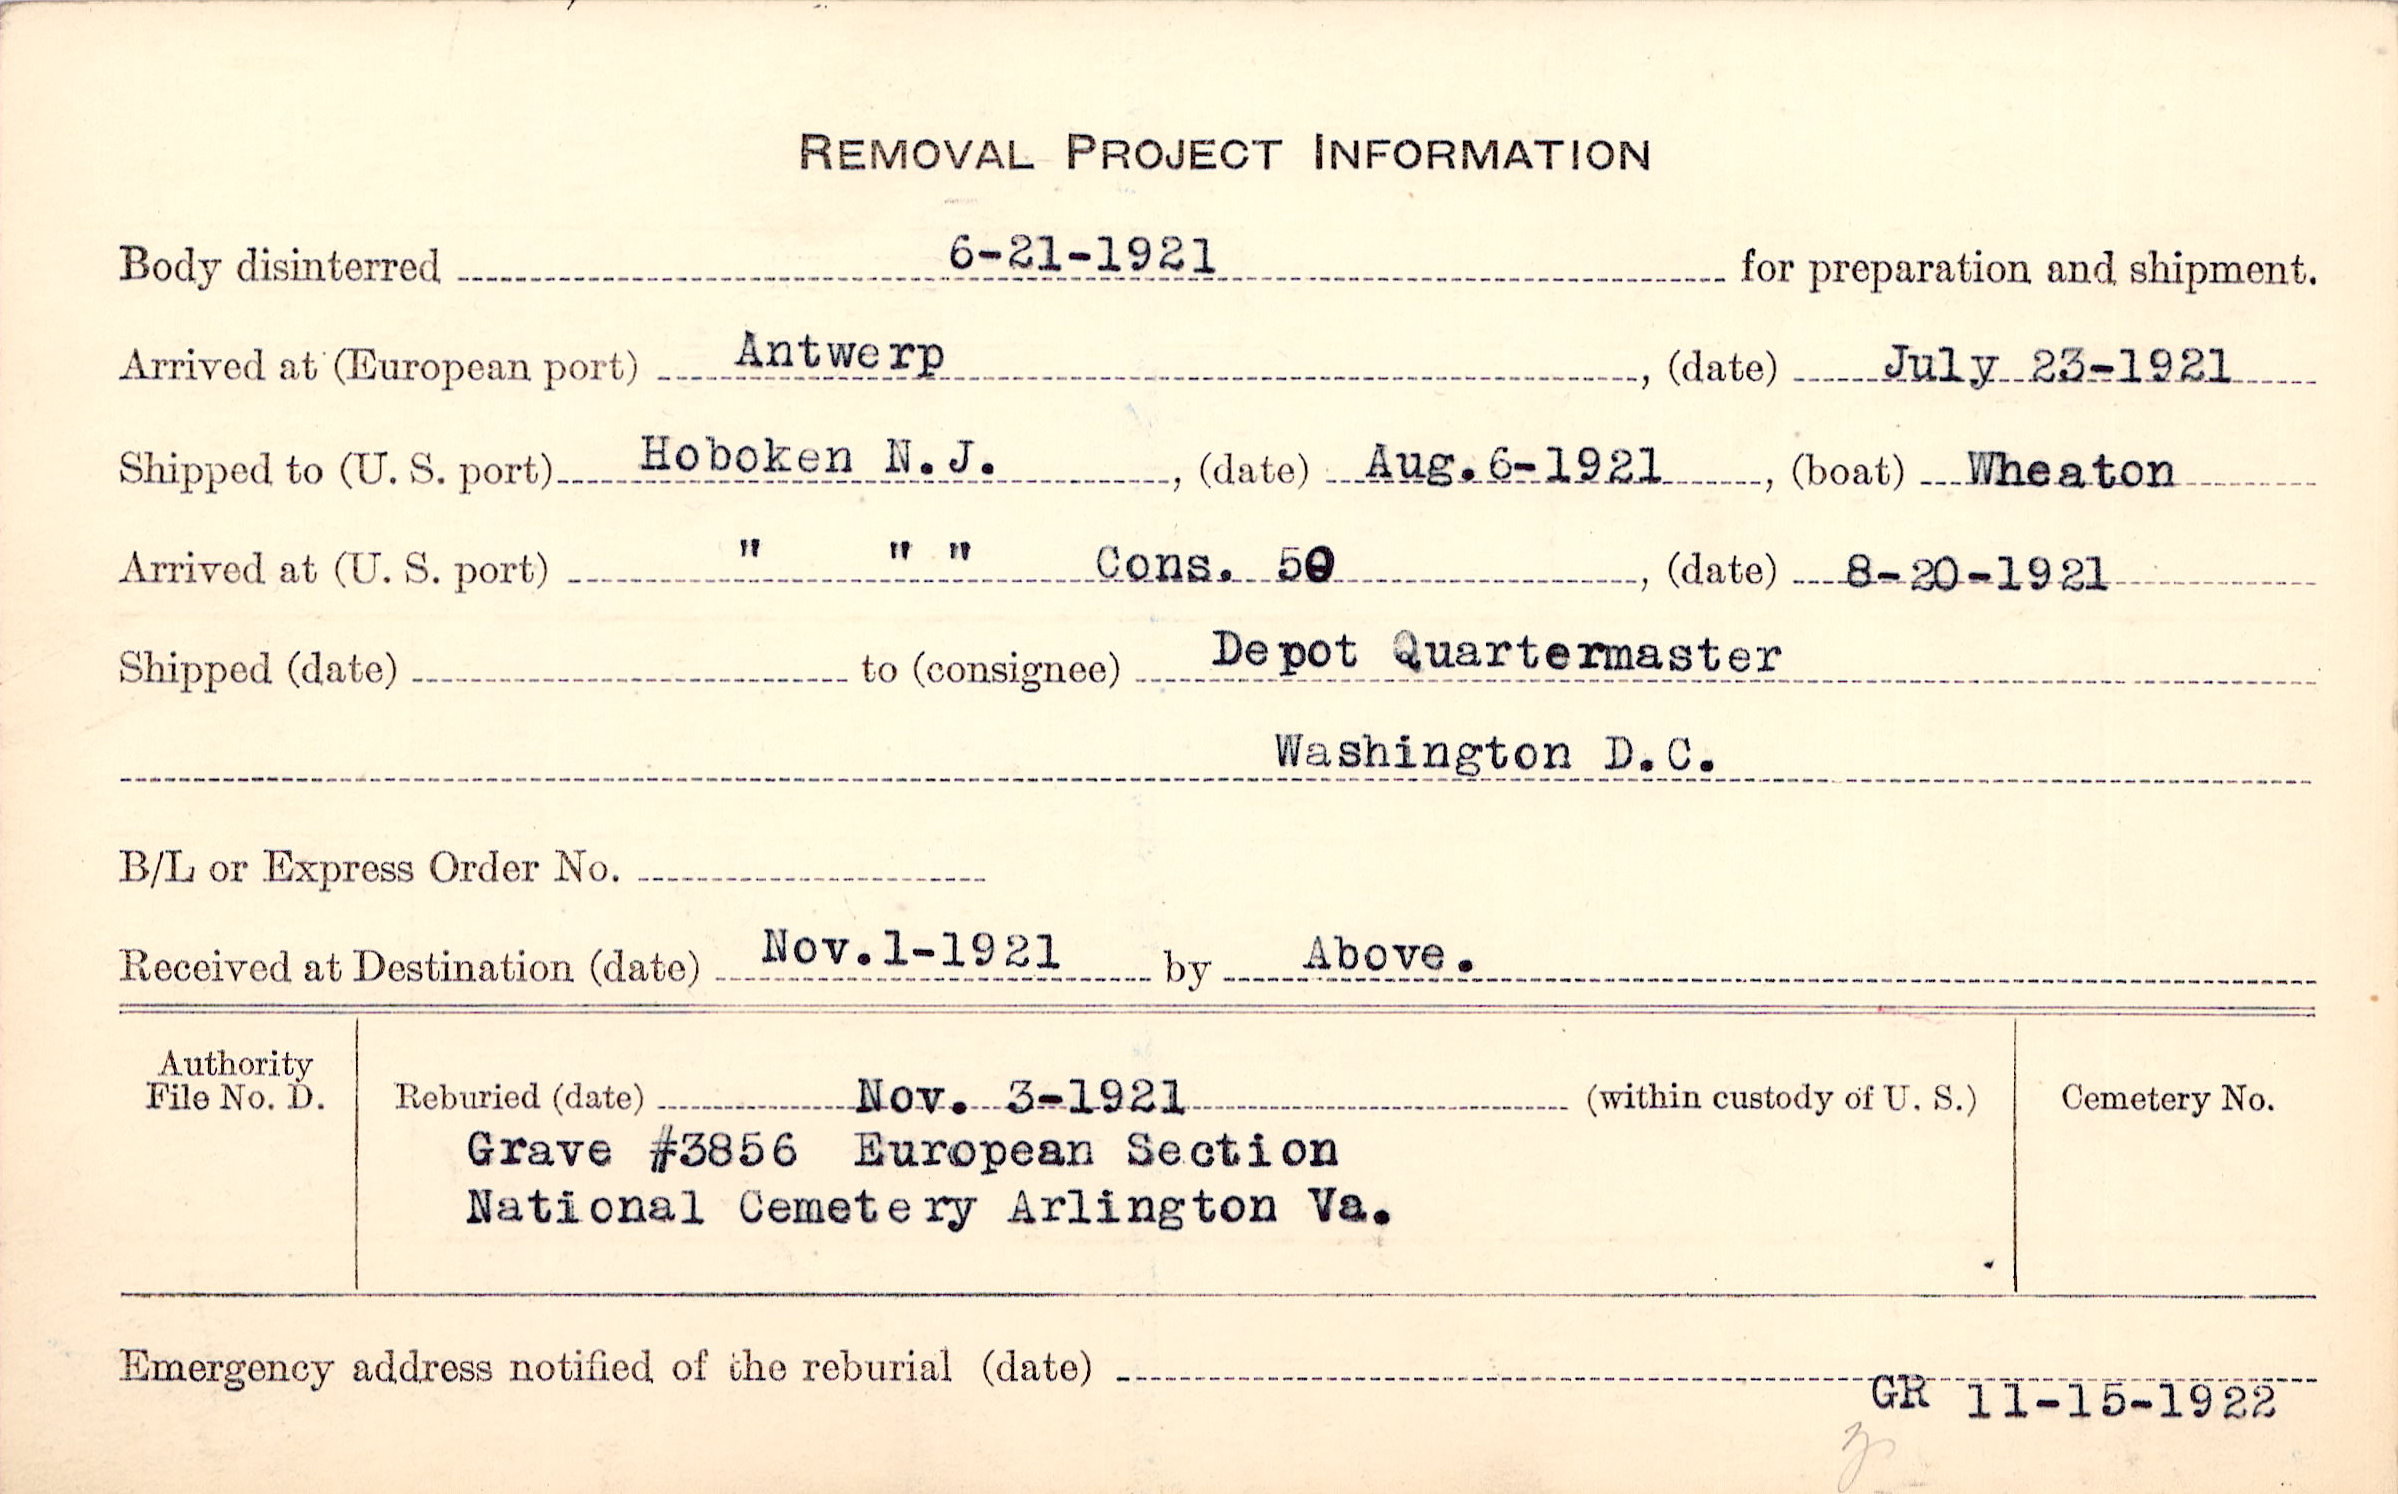 REMOVAL PROJECT INFORMATION
Body disinterred 6-21-1921 for preparation and shipment.
Arrived at (European port) Antwerp, (date) July 23-1921
Shipped to (U. S. port) Hoboken N.J., (date) Aug.6-1921, (boat) Wheaton
Arrived at (U. S. port) " " " Cons. 50, (date) 8-20-1921
Shipped (date) to (consignee) Depot Quartermaster
Washington D.C.
B/L or Express Order No.
Received at Destination (date) Nov.1-1921 by Above.
Authority
File No. D.
Reburied (date) Nov. 3-1921 (within custody of U. S.)
Grave #3856 European Section
National Cemetery Arlington Va.
Cemetery No.
Emergency address notified of the reburial (date)
GR 11-15-1922